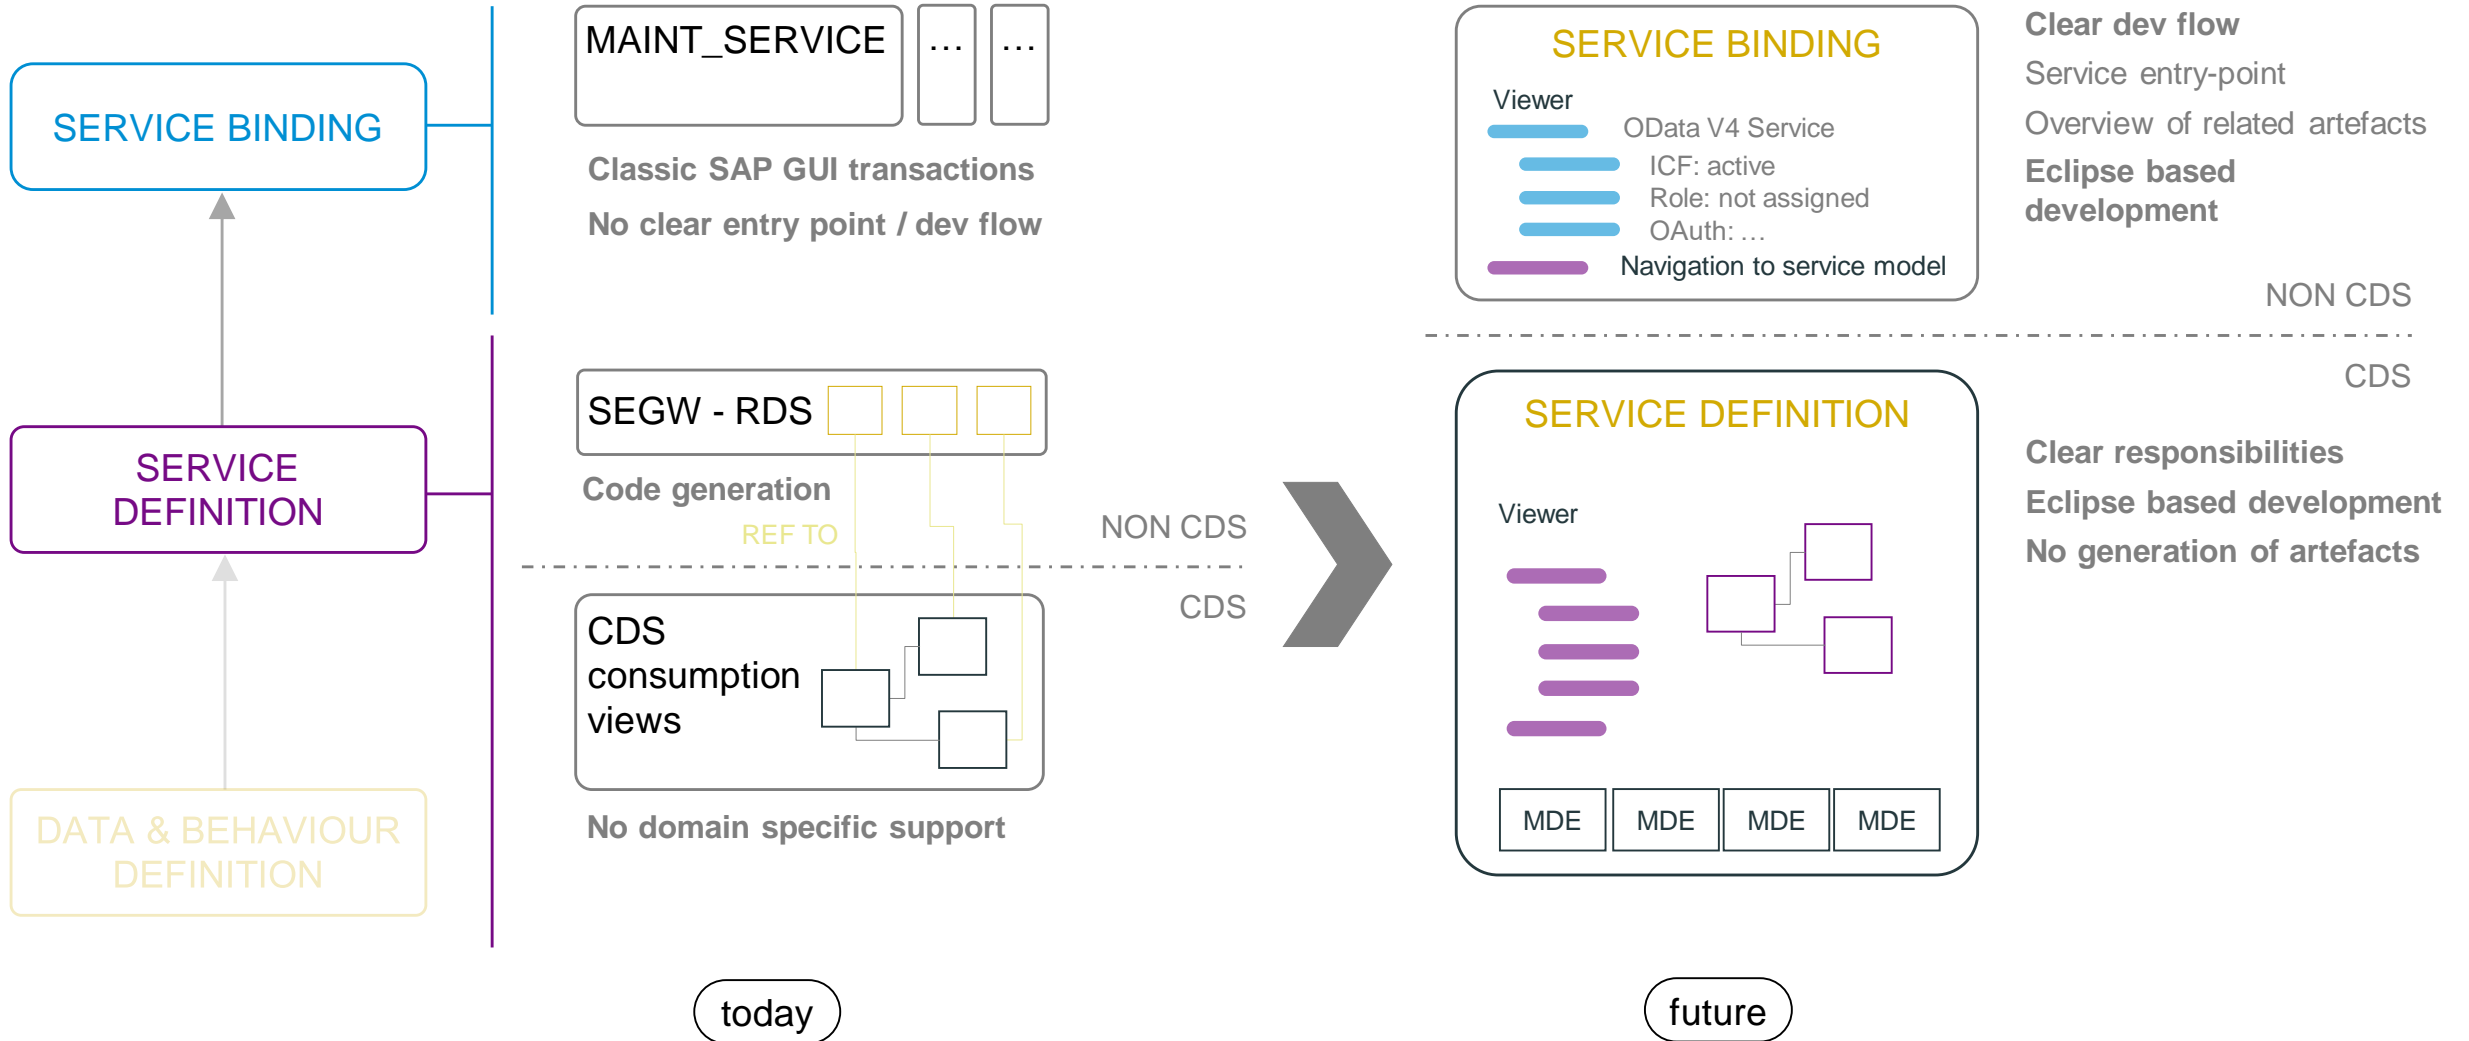 SERVICE BINDING
SERVICE
DEFINITION
DATA & BEHAVIOUR
DEFINITION
MAINT_SERVICE
...
...
Classic SAP GUI transactions
No clear entry point / dev flow
SEGW - RDS
Code generation
REF TO
NON CDS
CDS
CDS
consumption
views
No domain specific support
today
SERVICE BINDING
Viewer
OData V4 Service
ICF: active
Role: not assigned
OAuth: ...
Navigation to service model
Clear dev flow
Service entry-point
Overview of related artefacts
Eclipse based
development
NON CDS
CDS
SERVICE DEFINITION
Viewer
MDE
MDE
MDE
MDE
Clear responsibilities
Eclipse based development
No generation of artefacts
future